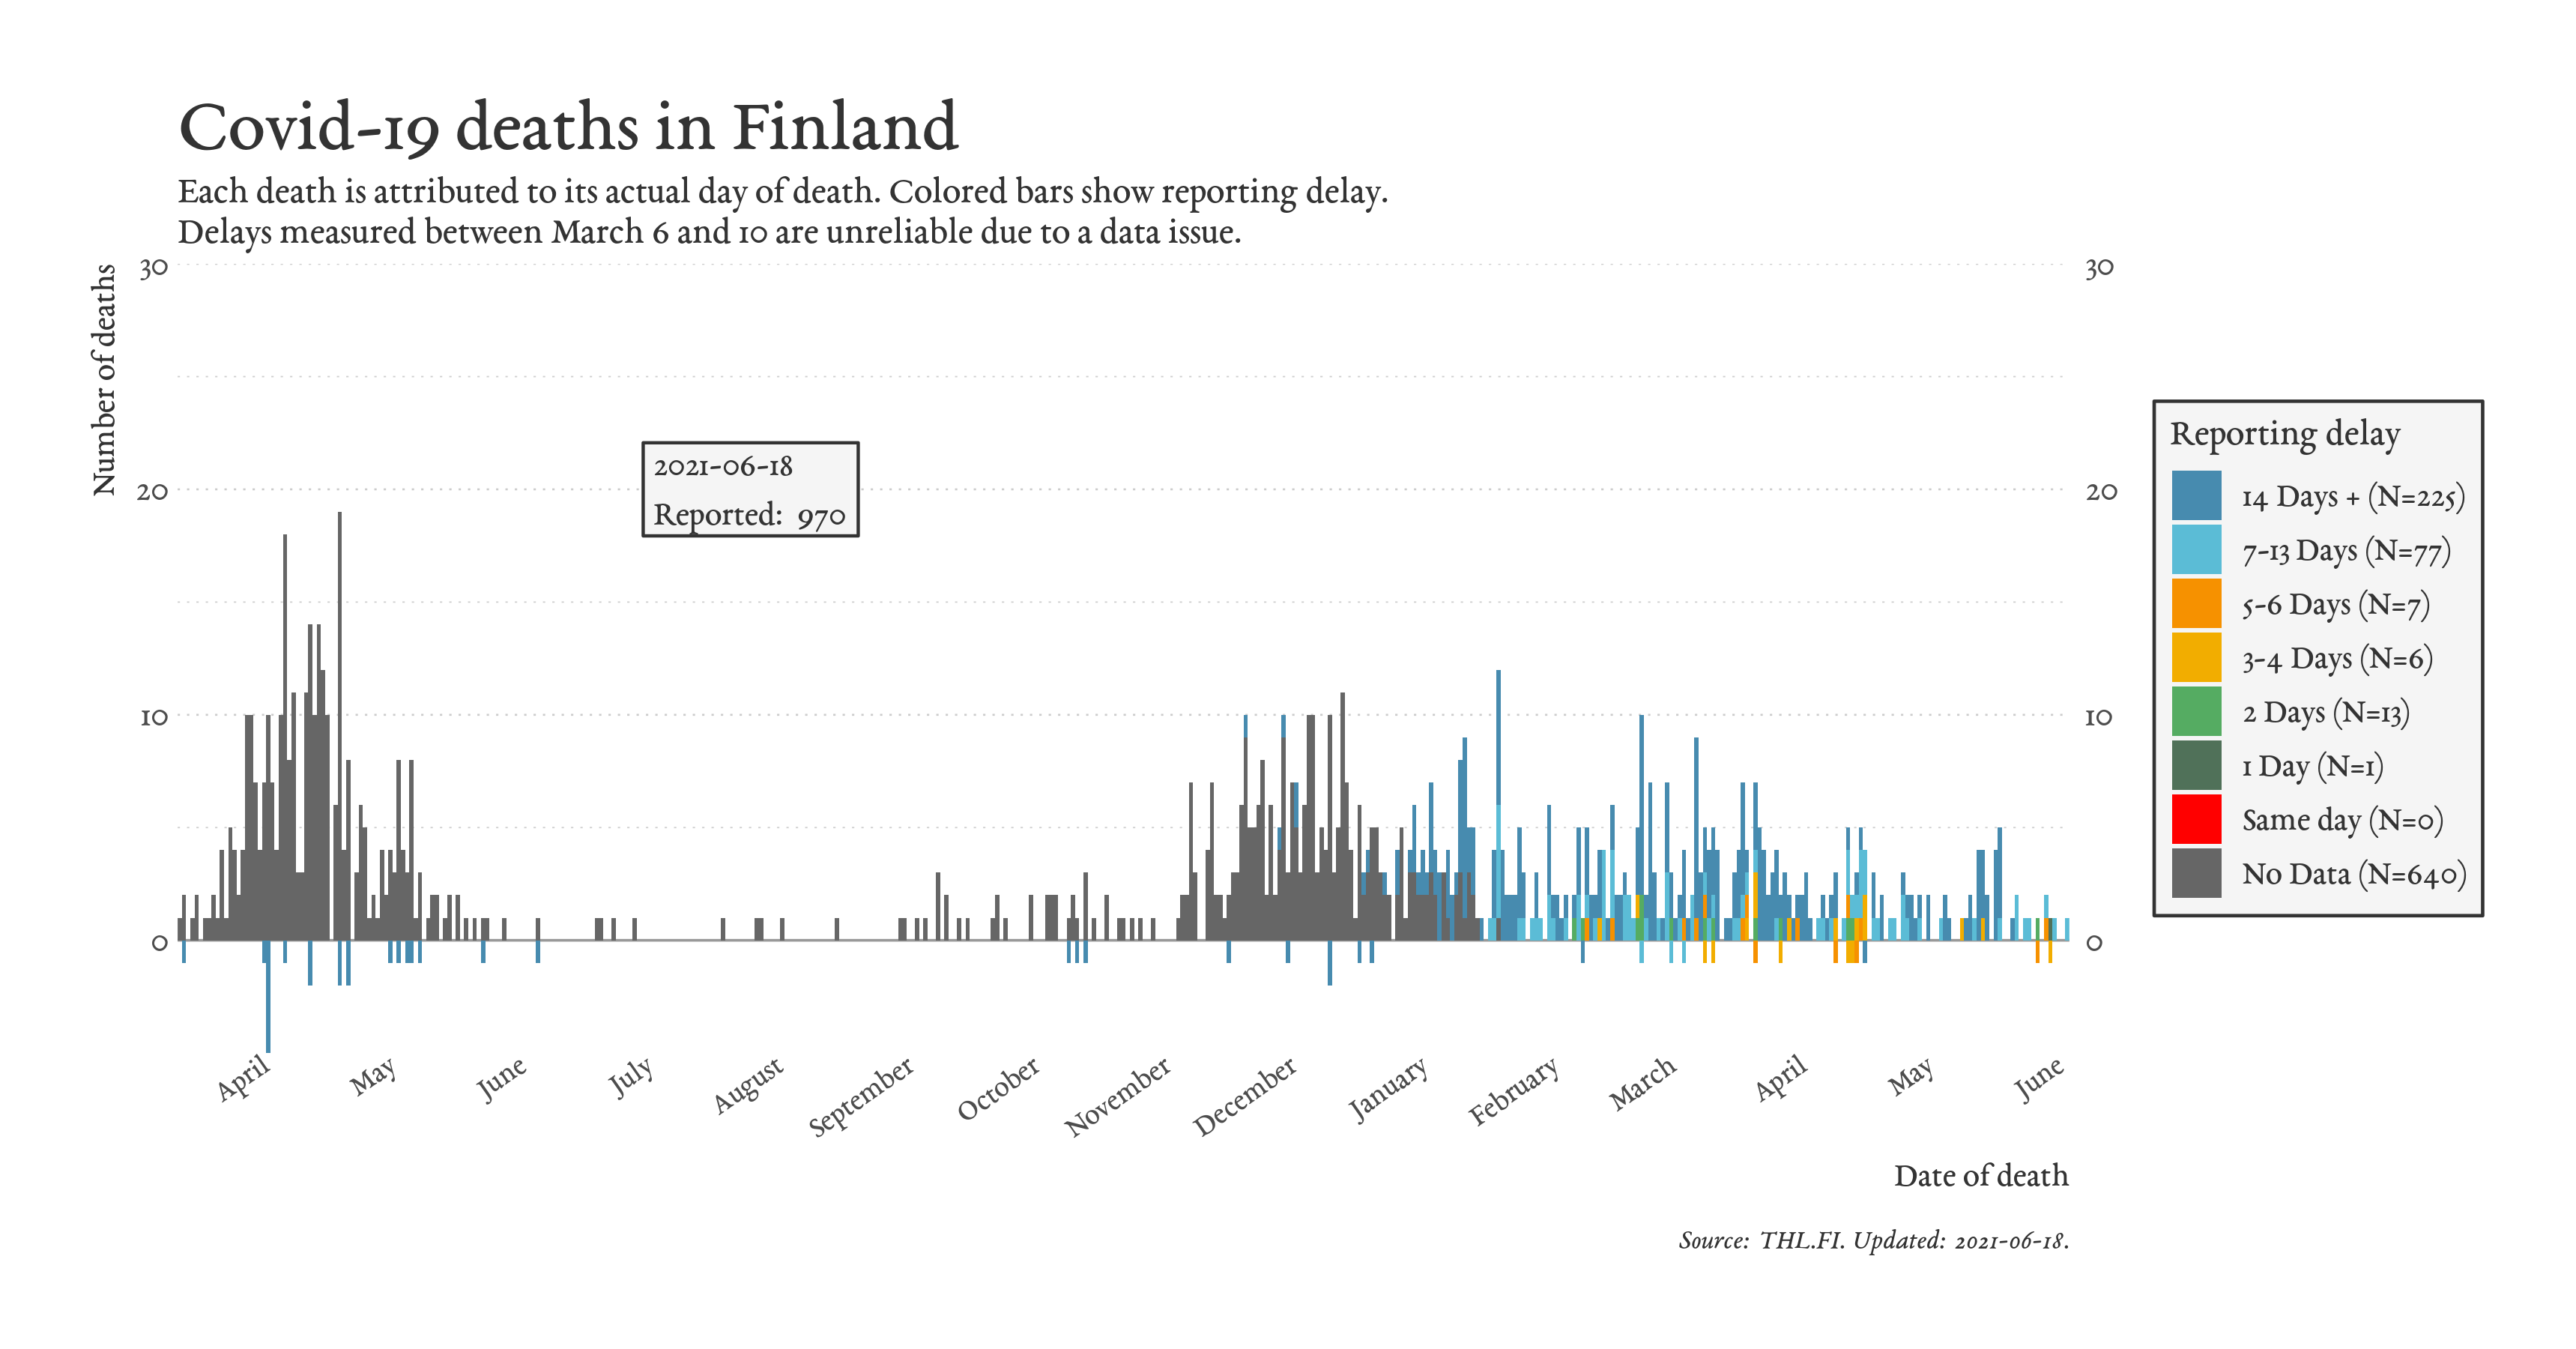 Covid-19 deaths in Finland
Each death is attributed to its actual day of death. Colored bars show reporting delay.
Delays measured between March 6 and 10 are unreliable due to a data issue.
Number of deaths
30
20
10
0
30
20
10
0
2021-06-18
Reported: 970
Reporting delay
14 Days + (N=225)
7-13 Days (N=77)
5-6 Days (N=7)
3-4 Days (N=6)
2 Days (N=13)
1 Day (N=1)
Same day (N=0)
No Data (N=640)
April
May
June
July
August
September
October
November
December
January
February
March
April
May
June
Date of death
Source: THL.FI. Updated: 2021-06-18.